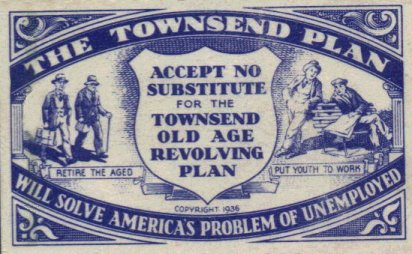 THE TOWNSEND PLAN
ACCEPT NO
SUBSTITUTE
FOR THE
TOWNSEND
OLD AGE
REVOLVING
PLAN
RETIRE THE AGED
PUT YOUTH TO WORK
COPYRIGHT 1936
WILL SOLVE AMERICA'S PROBLEM OF UNEMPLOYED